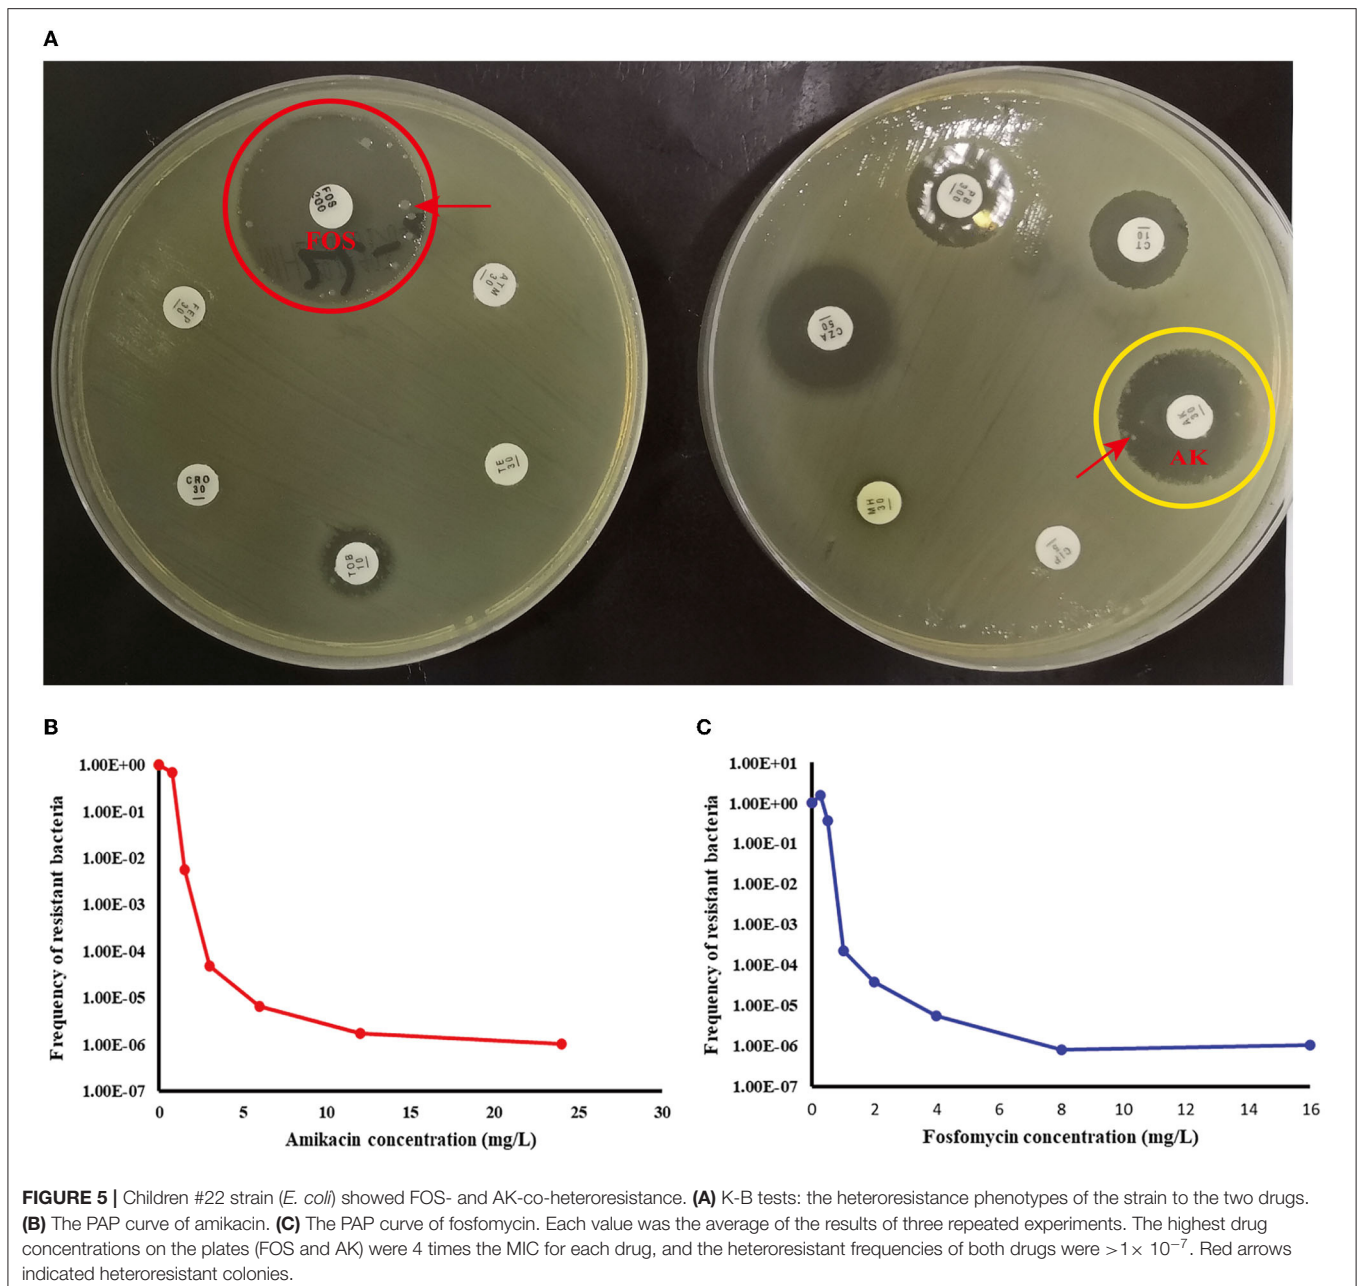 A
FOS
200
FOS
ATM
30
FEP
30
CRO
30
TE
30
TOB
10
PB
300
CT
10
CZA
50
AK
30
AK
MH
30
B
1.00E+00
1.00E-01
1.00E-02
1.00E-03
1.00E-04
1.00E-05
1.00E-06
1.00E-07
Frequency of resistant bacteria
0 5 10 15 20 25 30
Amikacin concentration (mg/L)
C
1.00E+01
1.00E+00
1.00E-01
1.00E-02
1.00E-03
1.00E-04
1.00E-05
1.00E-06
1.00E-07
Frequency of resistant bacteria
0 2 4 6 8 10 12 14 16
Fosfomycin concentration (mg/L)
FIGURE 5 | Children #22 strain (E. coli) showed FOS- and AK-co-heteroresistance. (A) K-B tests: the heteroresistance phenotypes of the strain to the two drugs.
(B) The PAP curve of amikacin. (C) The PAP curve of fosfomycin. Each value was the average of the results of three repeated experiments. The highest drug
concentrations on the plates (FOS and AK) were 4 times the MIC for each drug, and the heteroresistant frequencies of both drugs were >1× 10⁻⁷. Red arrows
indicated heteroresistant colonies.